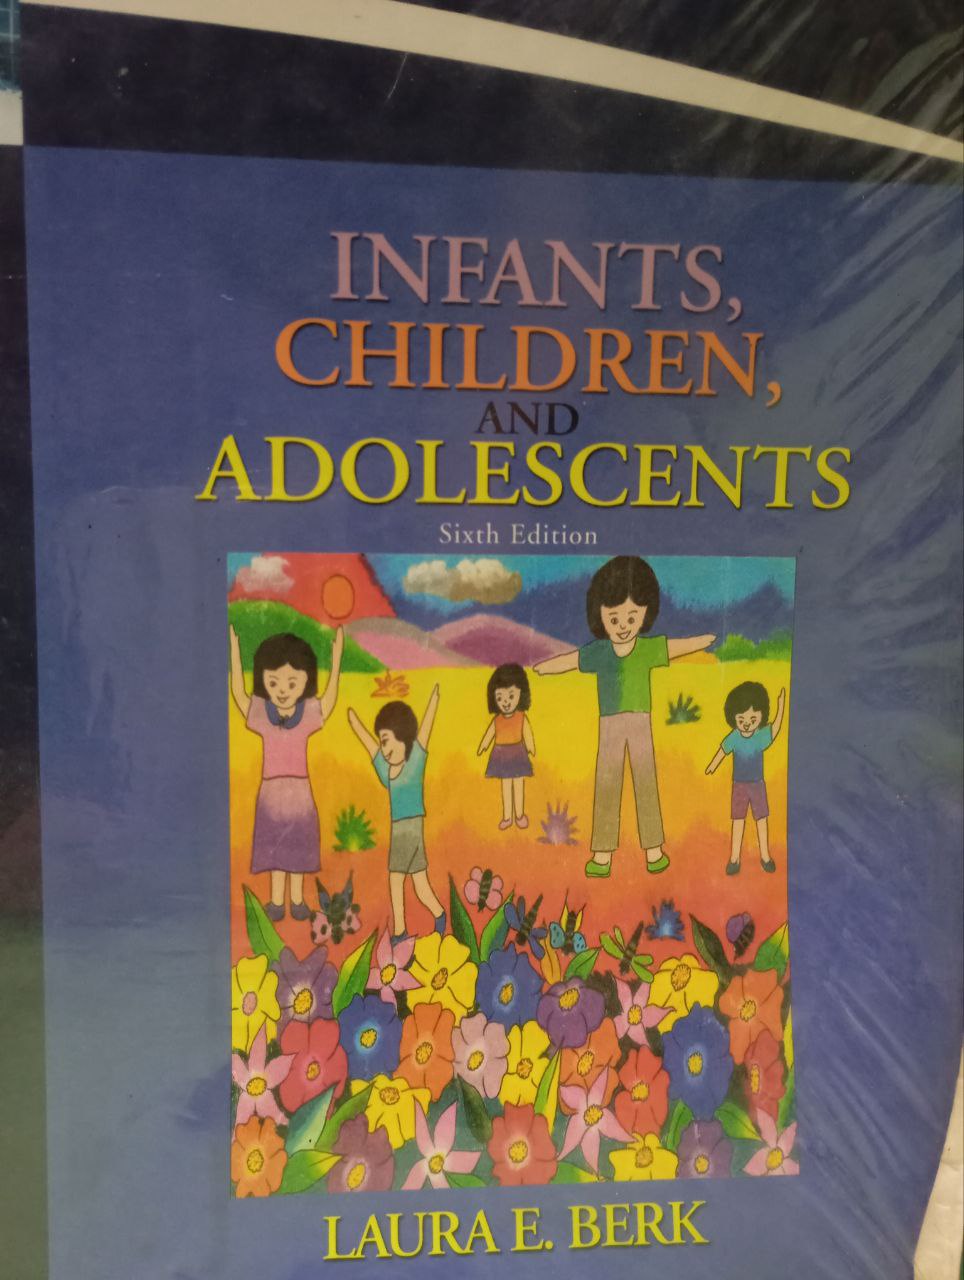 INFANTS,
CHILDREN,
AND
ADOLESCENTS
Sixth Edition
LAURA E. BERK